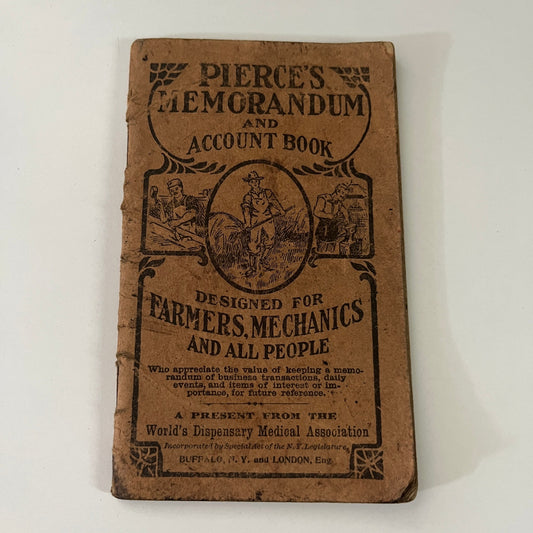 PIERCE'S
MEMORANDUM
AND
ACCOUNT BOOK
DESIGNED FOR
FARMERS, MECHANICS
AND ALL PEOPLE
Who appreciate the value of keeping a memo-
randum of business transactions, daily
events, and items of interest or im-
portance, for future reference.
A PRESENT FROM THE
World's Dispensary Medical Association
Incorporated by Special Act of the N. Y. Legislature,
BUFFALO, N. Y. and LONDON, Eng.